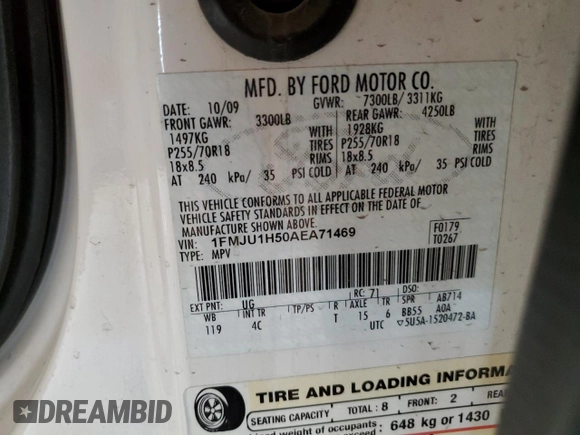 MFD. BY FORD MOTOR CO.
DATE: 10/09 GVWR: 7300LB/ 3311KG
FRONT GAWR: 3300LB REAR GAWR: 4250LB
1497KG WITH 1928KG WITH
P255/70R18 TIRES P255/70R18 TIRES
18x8.5 RIMS 18x8.5 RIMS
AT 240 kPa/ 35 PSI COLD AT 240 kPa/ 35 PSI COLD
THIS VEHICLE CONFORMS TO ALL APPLICABLE FEDERAL MOTOR
VEHICLE SAFETY STANDARDS IN EFFECT ON THE DATE OF
MANUFACTURE SHOWN ABOVE.
VIN: 1FMJU1H50AEA71469 F0179
TYPE: MPV T0267
EXT PNT: UG RC: 71 DSO:
WB INT TR TP/PS R AXLE TR SPR AB714
119 4C T 15 6 BB55 A0A
UTC ▽5U5A-1520472-BA
TIRE AND LOADING INFORMA
SEATING CAPACITY TOTAL: 8 FRONT: 2 REA
weight of occupants 648 kg or 1430
DREAMBID